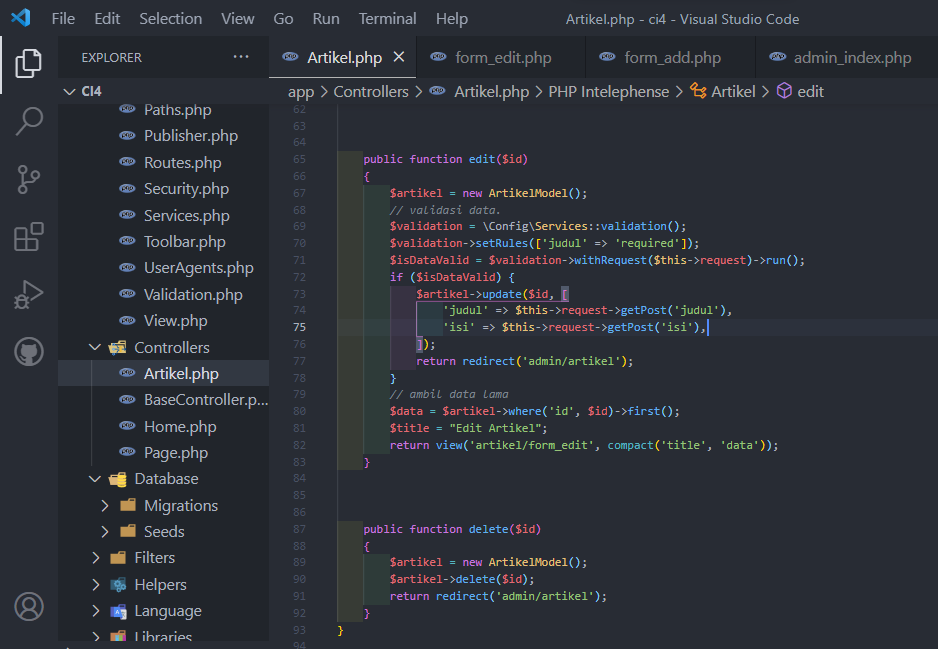 File Edit Selection View Go Run Terminal Help Artikel.php - ci4 - Visual Studio Code
EXPLORER ···
Artikel.php form_edit.php form_add.php admin_index.php
CI4
app > Controllers > Artikel.php > PHP Intelephense > Artikel > edit
Paths.php
Publisher.php
Routes.php
Security.php
Services.php
Toolbar.php
UserAgents.php
Validation.php
View.php
Controllers
Artikel.php
BaseController.p...
Home.php
Page.php
Database
Migrations
Seeds
Filters
Helpers
Language
Libraries
62
63
64
65 public function edit($id)
66 {
67 $artikel = new ArtikelModel();
68 // validasi data.
69 $validation = \Config\Services::validation();
70 $validation->setRules(['judul' => 'required']);
71 $isDataValid = $validation->withRequest($this->request)->run();
72 if ($isDataValid) {
73 $artikel->update($id, [
74 'judul' => $this->request->getPost('judul'),
75 'isi' => $this->request->getPost('isi'),
76 ]);
77 return redirect('admin/artikel');
78 }
79 // ambil data lama
80 $data = $artikel->where('id', $id)->first();
81 $title = "Edit Artikel";
82 return view('artikel/form_edit', compact('title', 'data'));
83 }
84
85
86
87 public function delete($id)
88 {
89 $artikel = new ArtikelModel();
90 $artikel->delete($id);
91 return redirect('admin/artikel');
92 }
93 }
94